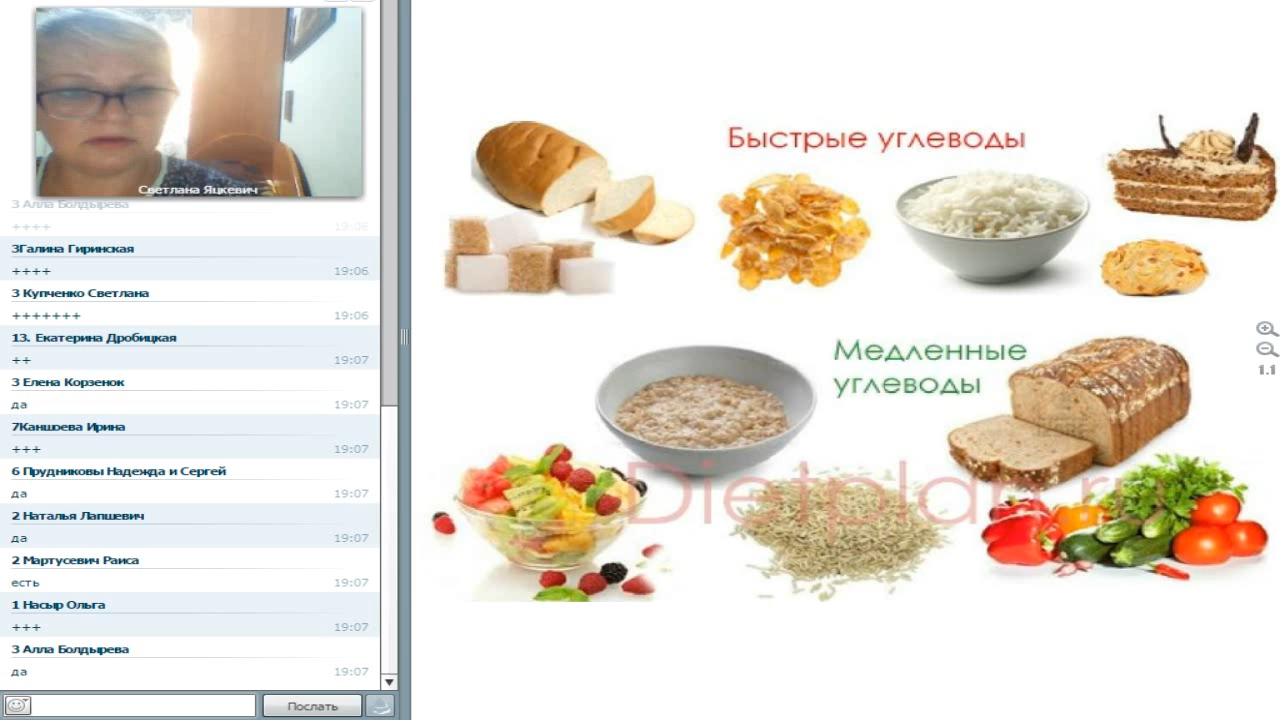 Светлана Яцкевич
3 Алла Болдырева
++++ 19:06
3Галина Гиринская
++++ 19:06
3 Купченко Светлана
+++++++ 19:06
13. Екатерина Дробицкая
++ 19:07
3 Елена Корзенок
да 19:07
7Каншоева Ирина
+++ 19:07
6 Прудниковы Надежда и Сергей
да 19:07
2 Наталья Лапшевич
да 19:07
2 Мартусевич Раиса
есть 19:07
1 Насыр Ольга
+++ 19:07
3 Алла Болдырева
да 19:07
Послать
Быстрые углеводы
Медленные
углеводы
Dietplan.ru
1.1